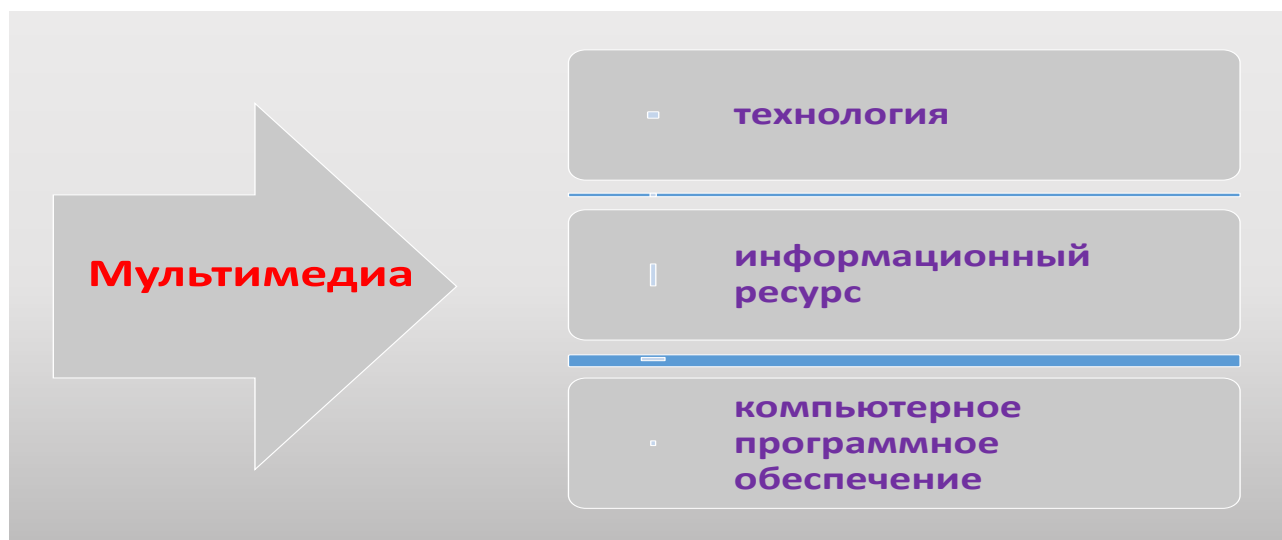 Мультимедиа
технология
информационный
ресурс
компьютерное
программное
обеспечение